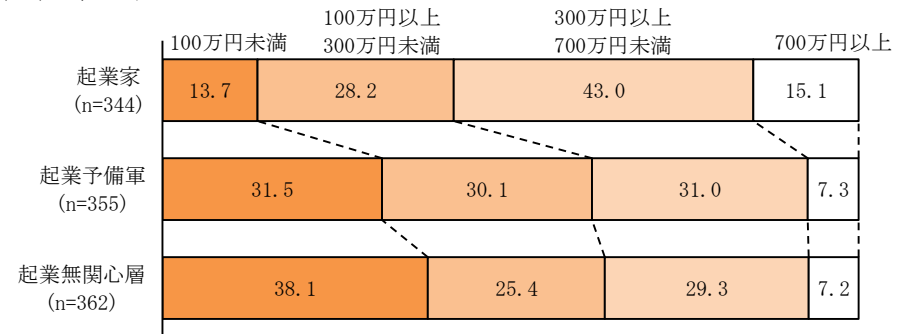 100万円以上 300万円以上
100万円未満 300万円未満 700万円未満 700万円以上
起業家
(n=344)
13.7 28.2 43.0 15.1
起業予備軍
(n=355)
31.5 30.1 31.0 7.3
起業無関心層
(n=362)
38.1 25.4 29.3 7.2